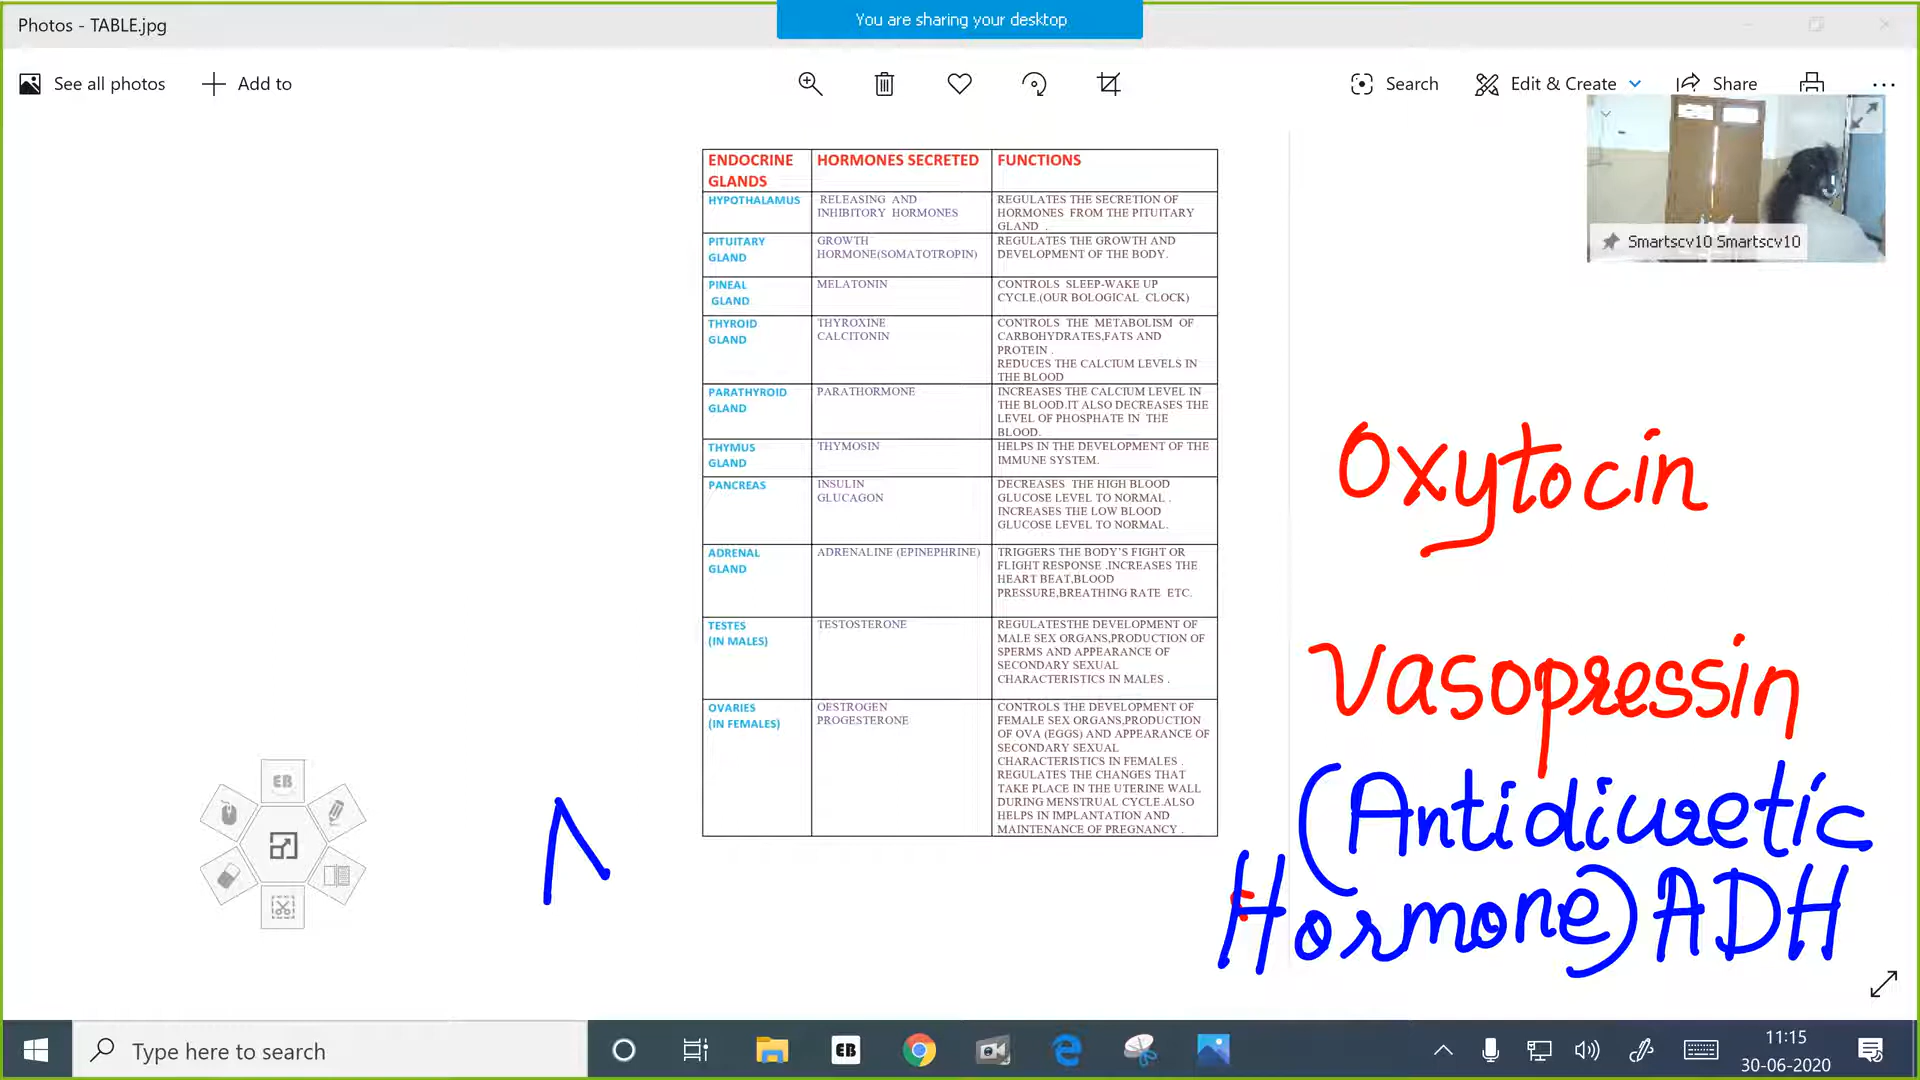 Photos - TABLE.jpg
You are sharing your desktop
See all photos
Add to
Search
Edit & Create
Share
Smartscv10 Smartscv10
ENDOCRINE
GLANDS
HORMONES SECRETED
FUNCTIONS
HYPOTHALAMUS
RELEASING AND
INHIBITORY HORMONES
REGULATES THE SECRETION OF
HORMONES FROM THE PITUITARY
GLAND .
PITUITARY
GLAND
GROWTH
HORMONE(SOMATOTROPIN)
REGULATES THE GROWTH AND
DEVELOPMENT OF THE BODY.
PINEAL
GLAND
MELATONIN
CONTROLS SLEEP-WAKE UP
CYCLE.(OUR BOLOGICAL CLOCK)
THYROID
GLAND
THYROXINE
CALCITONIN
CONTROLS THE METABOLISM OF
CARBOHYDRATES,FATS AND
PROTEIN .
REDUCES THE CALCIUM LEVELS IN
THE BLOOD
PARATHYROID
GLAND
PARATHORMONE
INCREASES THE CALCIUM LEVEL IN
THE BLOOD.IT ALSO DECREASES THE
LEVEL OF PHOSPHATE IN THE
BLOOD.
THYMUS
GLAND
THYMOSIN
HELPS IN THE DEVELOPMENT OF THE
IMMUNE SYSTEM.
PANCREAS
INSULIN
GLUCAGON
DECREASES THE HIGH BLOOD
GLUCOSE LEVEL TO NORMAL .
INCREASES THE LOW BLOOD
GLUCOSE LEVEL TO NORMAL.
ADRENAL
GLAND
ADRENALINE (EPINEPHRINE)
TRIGGERS THE BODY'S FIGHT OR
FLIGHT RESPONSE .INCREASES THE
HEART BEAT,BLOOD
PRESSURE,BREATHING RATE ETC.
TESTES
(IN MALES)
TESTOSTERONE
REGULATESTHE DEVELOPMENT OF
MALE SEX ORGANS,PRODUCTION OF
SPERMS AND APPEARANCE OF
SECONDARY SEXUAL
CHARACTERISTICS IN MALES .
OVARIES
(IN FEMALES)
OESTROGEN
PROGESTERONE
CONTROLS THE DEVELOPMENT OF
FEMALE SEX ORGANS,PRODUCTION
OF OVA (EGGS) AND APPEARANCE OF
SECONDARY SEXUAL
CHARACTERISTICS IN FEMALES .
REGULATES THE CHANGES THAT
TAKE PLACE IN THE UTERINE WALL
DURING MENSTRUAL CYCLE.ALSO
HELPS IN IMPLANTATION AND
MAINTENANCE OF PREGNANCY .
Oxytocin
Vasopressin
(Antidiuretic
Hormone) ADH
EB
Type here to search
EB
11:15
30-06-2020